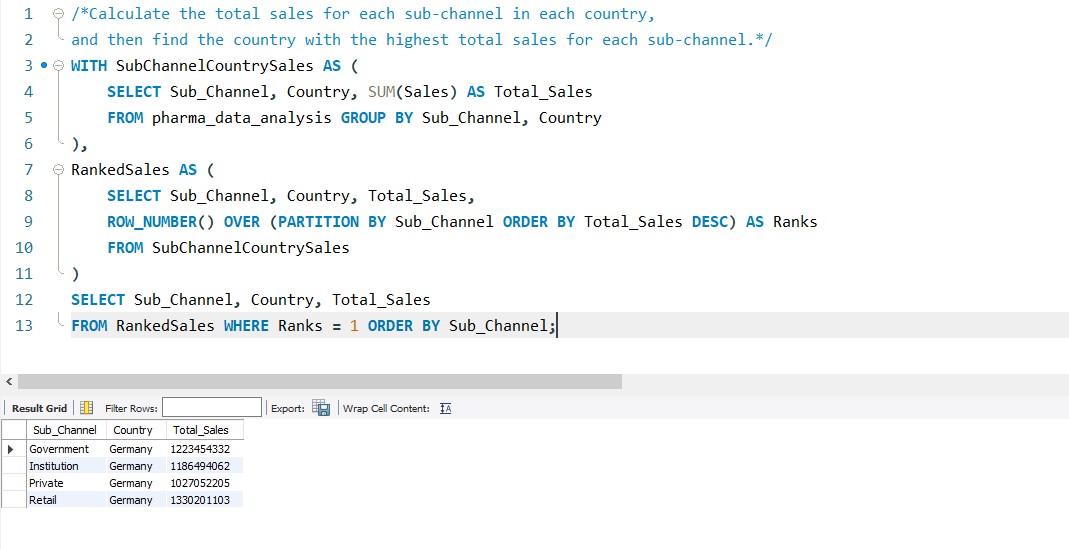 1 /*Calculate the total sales for each sub-channel in each country,
2 and then find the country with the highest total sales for each sub-channel.*/
3 WITH SubChannelCountrySales AS (
4 SELECT Sub_Channel, Country, SUM(Sales) AS Total_Sales
5 FROM pharma_data_analysis GROUP BY Sub_Channel, Country
6 ),
7 RankedSales AS (
8 SELECT Sub_Channel, Country, Total_Sales,
9 ROW_NUMBER() OVER (PARTITION BY Sub_Channel ORDER BY Total_Sales DESC) AS Ranks
10 FROM SubChannelCountrySales
11 )
12 SELECT Sub_Channel, Country, Total_Sales
13 FROM RankedSales WHERE Ranks = 1 ORDER BY Sub_Channel;
Result Grid Filter Rows: Export: Wrap Cell Content: IA
Sub_Channel Country Total_Sales
Government Germany 1223454332
Institution Germany 1186494062
Private Germany 1027052205
Retail Germany 1330201103